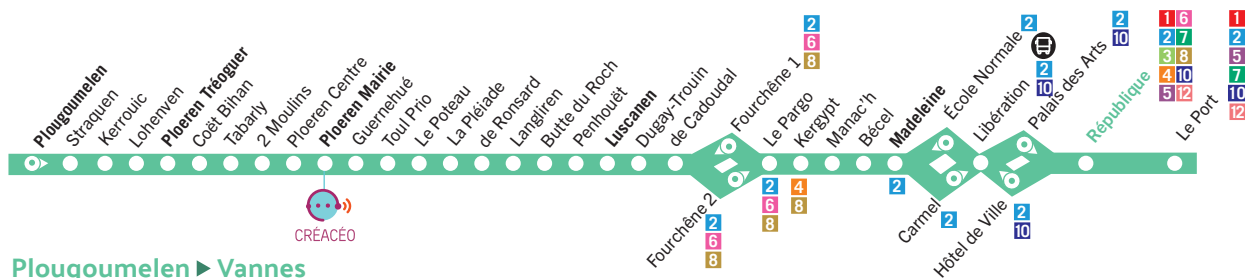 Plougoumelen
Straquen
Kerrouic
Lohenven
Ploeren Tréoguer
Coët Bihan
Tabarly
2 Moulins
Ploeren Centre
Ploeren Mairie
Guernehué
Toul Prio
Le Poteau
La Pléiade
de Ronsard
Langliren
Butte du Roch
Penhouët
Luscanen
Dugay-Trouin
de Cadoudal
Fourchêne 1
2
6
8
Fourchêne 2
2
6
8
Le Pargo
2
6
8
Kergypt
4
8
Manac'h
Bécel
Madeleine
2
École Normale
2
Carmel
2
Libération
2
10
Palais des Arts
2
10
Hôtel de Ville
2
10
République
1 6
2 7
3 8
4 10
5 12
Le Port
1
2
5
7
10
12
CRÉACÉO
Plougoumelen ▶ Vannes